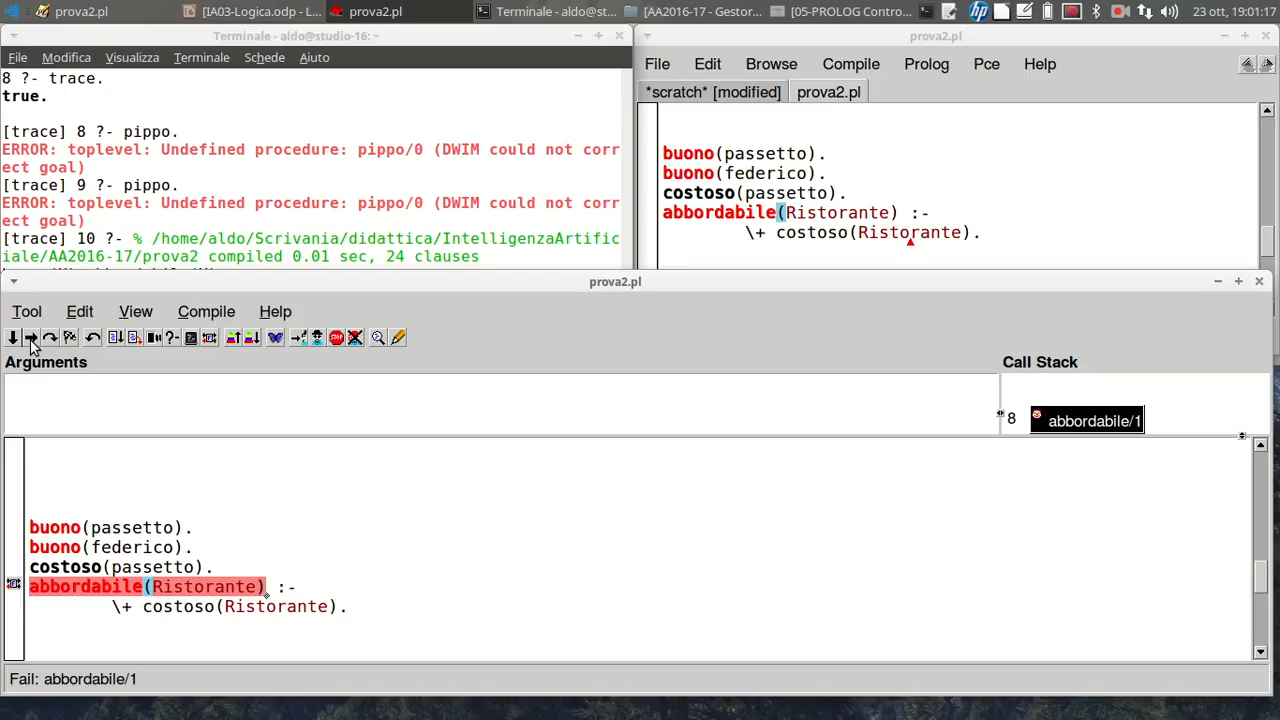 prova2.pl
[IA03-Logica.odp - L...
prova2.pl
Terminale - aldo@st...
[AA2016-17 - Gestor...
[05-PROLOG Contro...
23 ott, 19:01:17
Terminale - aldo@studio-16: ~
File Modifica Visualizza Terminale Schede Aiuto
8 ?- trace.
true.
[trace] 8 ?- pippo.
ERROR: toplevel: Undefined procedure: pippo/0 (DWIM could not corr
ect goal)
[trace] 9 ?- pippo.
ERROR: toplevel: Undefined procedure: pippo/0 (DWIM could not corr
ect goal)
[trace] 10 ?- % /home/aldo/Scrivania/didattica/IntelligenzaArtific
iale/AA2016-17/prova2 compiled 0.01 sec, 24 clauses
prova2.pl
File Edit Browse Compile Prolog Pce Help
*scratch* [modified] prova2.pl
buono(passetto).
buono(federico).
costoso(passetto).
abbordabile(Ristorante) :-
\+ costoso(Ristorante).
prova2.pl
Tool Edit View Compile Help
Arguments
Call Stack
8 abbordabile/1
buono(passetto).
buono(federico).
costoso(passetto).
abbordabile(Ristorante) :-
\+ costoso(Ristorante).
Fail: abbordabile/1